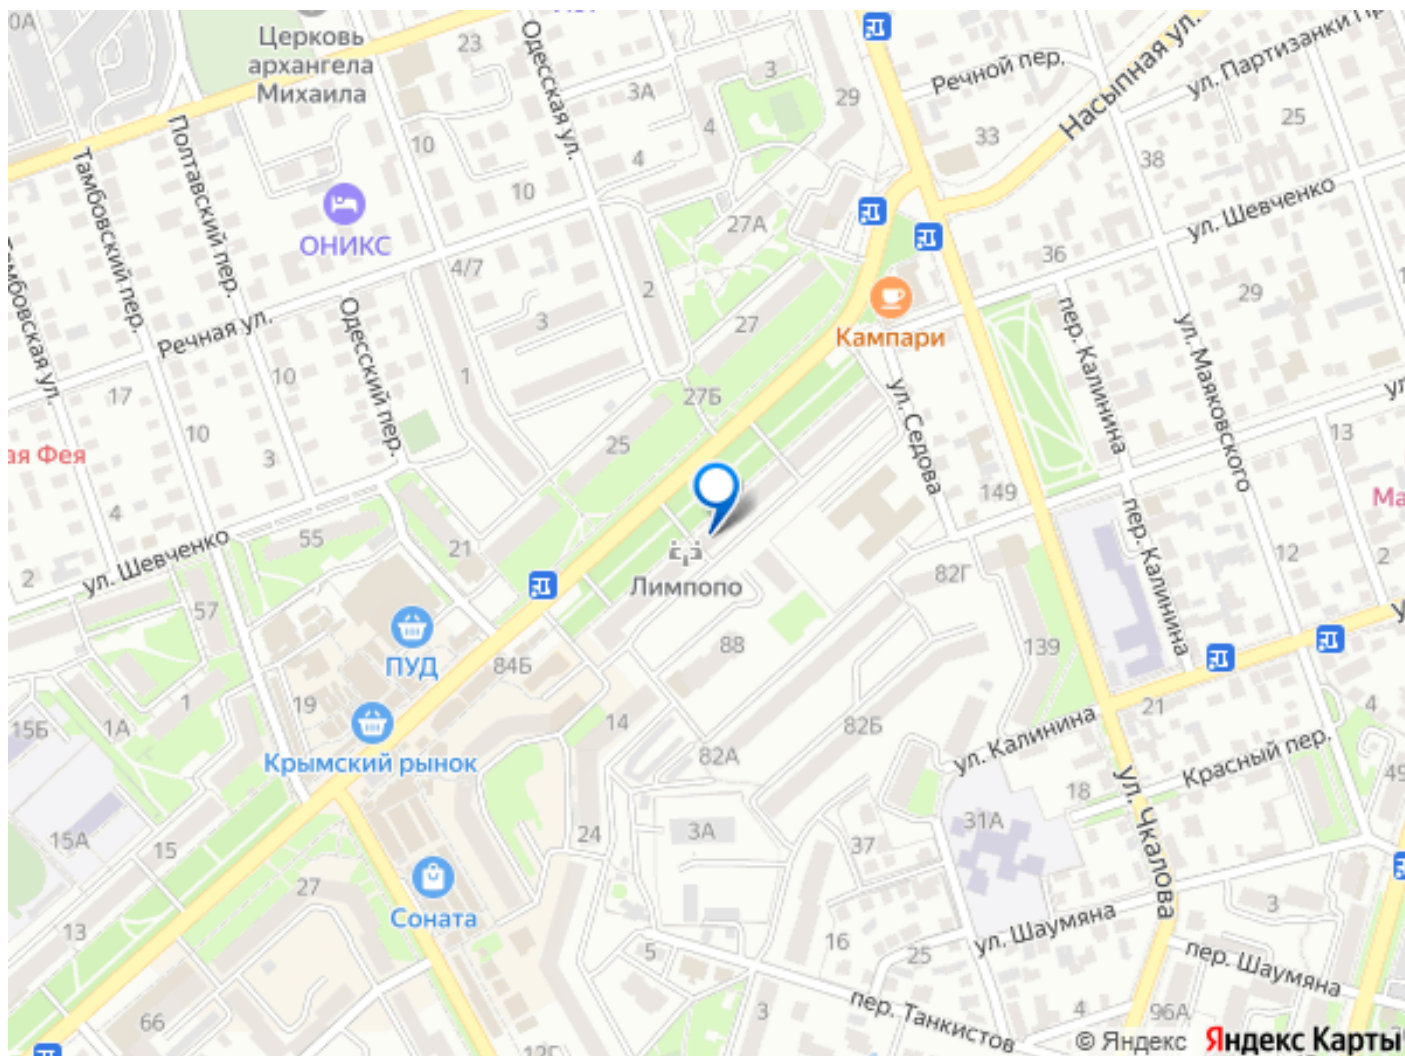 0А
Церковь
архангела
Михаила
23
Одесская ул.
3
3А
29
4
Речной пер.
Насыпная ул.
ул. Партизанки
25
33
38
Тамбовский пер.
Полтавский пер.
10
4
10
ОНИКС
27А
36
ул. Шевченко
29
4/7
2
27
3
Кампари
пер. Калинина
ул. Маяковского
Речная ул.
Одесский пер.
10
1
17
27Б
ул. Седова
25
10
3
ая Фея
4
13
149
Ма
пер. Калинина
55
21
ул. Шевченко
2
12
2
Лимпопо
82Г
57
ПУД
88
84Б
139
1
1А
15Б
19
14
82Б
82А
21
4
Крымский рынок
ул. Калинина
Красный пер.
49
18
ул. Чкалова
15А
15
24
3А
37
31А
27
Соната
13
16
25
ул. Шаумяна
3
5
пер. Шаумяна
66
3
пер. Танкистов
4
96А
© Яндекс
Яндекс Карты